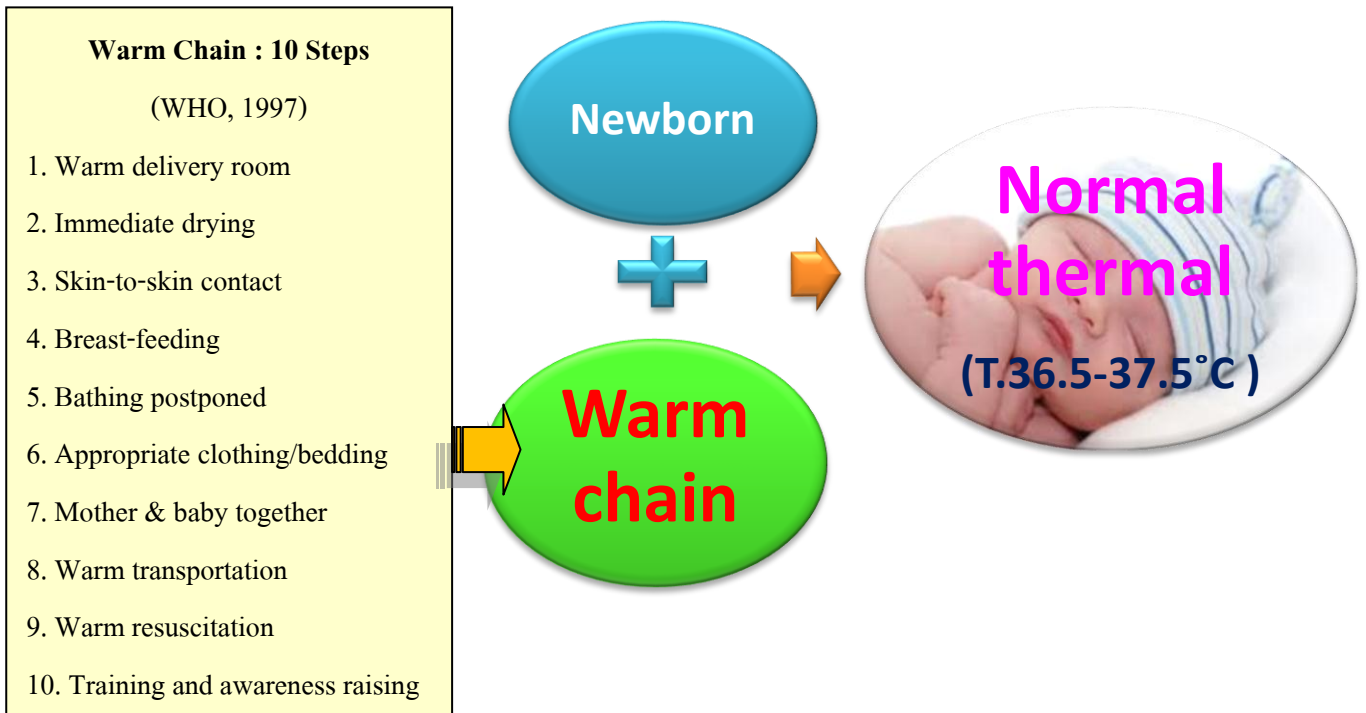 Warm Chain : 10 Steps
(WHO, 1997)
1. Warm delivery room
2. Immediate drying
3. Skin-to-skin contact
4. Breast-feeding
5. Bathing postponed
6. Appropriate clothing/bedding
7. Mother & baby together
8. Warm transportation
9. Warm resuscitation
10. Training and awareness raising
Newborn
Warm
chain
Normal
thermal
(T.36.5-37.5˚C )